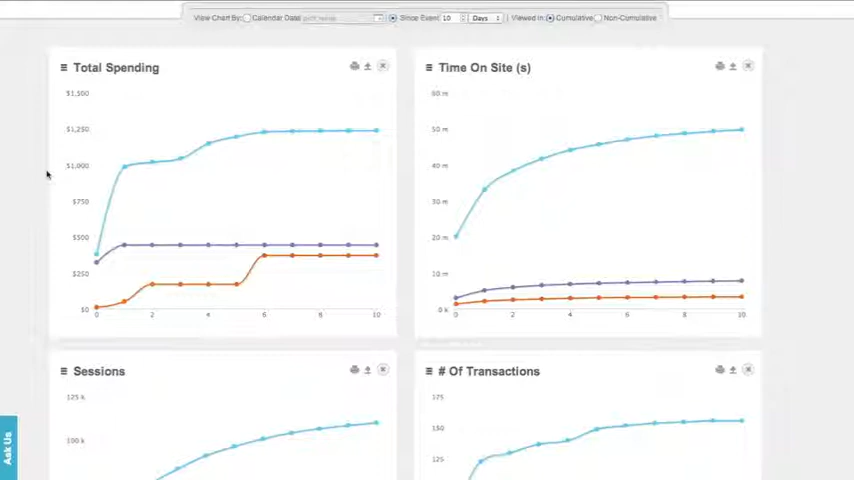 View Chart By: Calendar Date Since Event 10 Days Viewed in: Cumulative Non-Cumulative
Total Spending
$1,500
$1,250
$1,000
$750
$500
$250
$0
0 2 4 6 8 10
Time On Site (s)
60 m
50 m
40 m
30 m
20 m
10 m
0 k
0 2 4 6 8 10
Sessions
125 k
100 k
# Of Transactions
175
150
125
Ask Us